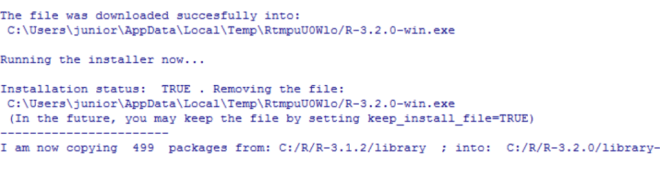 The file was downloaded succesfully into:
C:\Users\junior\AppData\Local\Temp\RtmpuU0Wlo/R-3.2.0-win.exe
Running the installer now...
Installation status: TRUE . Removing the file:
C:\Users\junior\AppData\Local\Temp\RtmpuU0Wlo/R-3.2.0-win.exe
(In the future, you may keep the file by setting keep_install_file=TRUE)
-----------------------
I am now copying 499 packages from: C:/R/R-3.1.2/library ; into: C:/R/R-3.2.0/library-